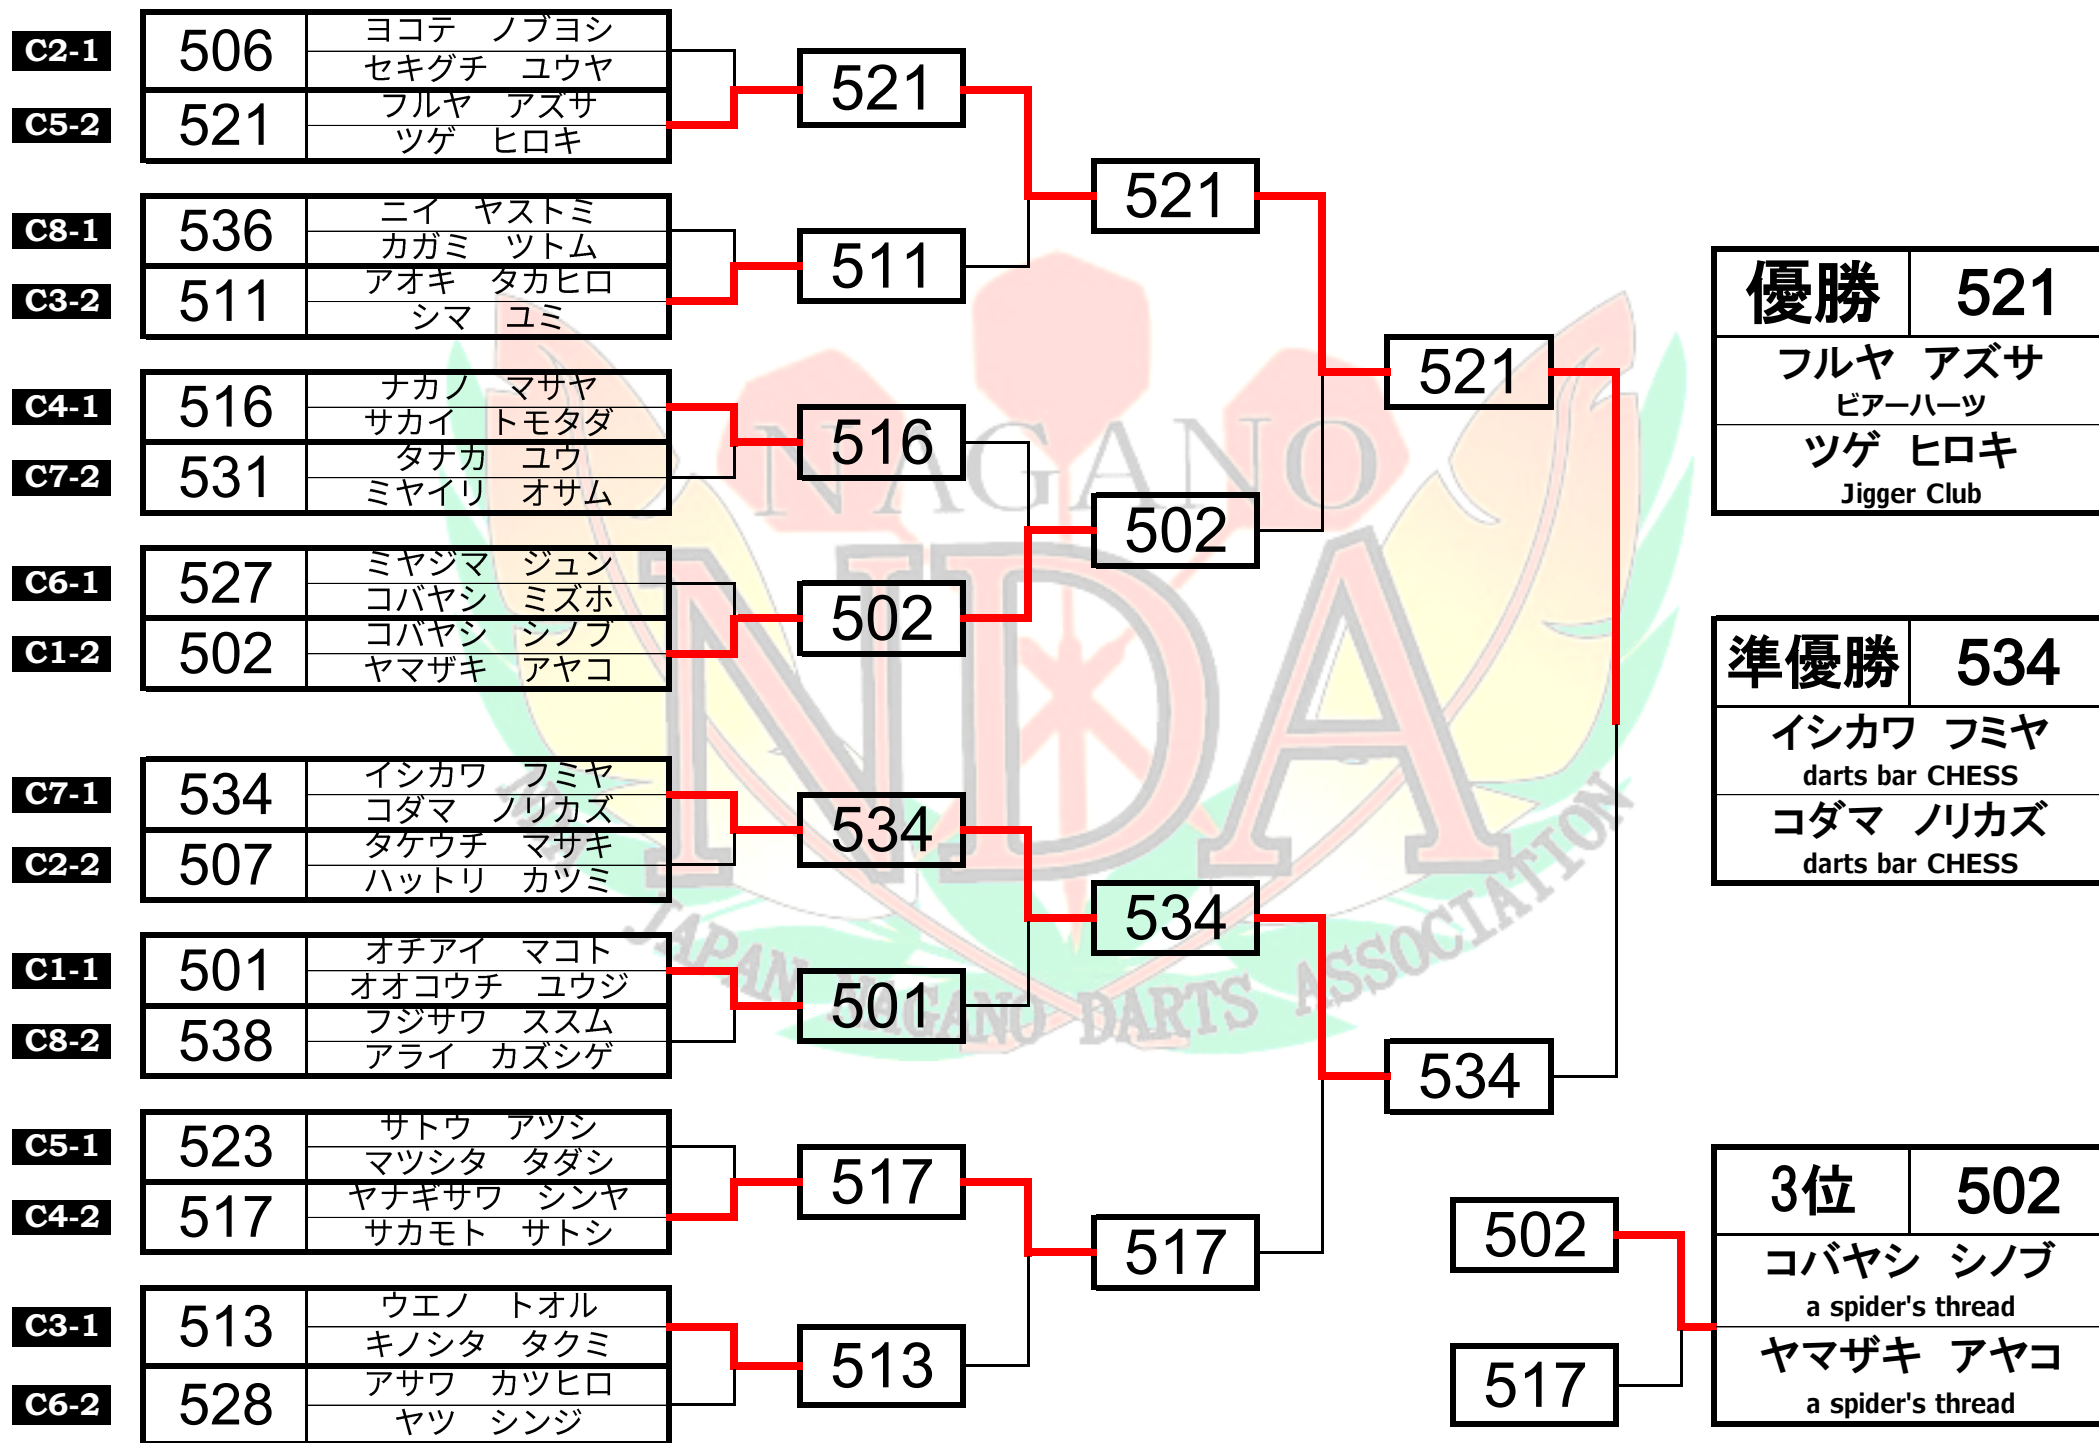 C2-1
506
ヨコテ　ノブヨシ
セキグチ　ユウヤ
C5-2
521
フルヤ　アズサ
ツゲ　ヒロキ
C8-1
536
ニイ　ヤストミ
カガミ　ツトム
C3-2
511
アオキ　タカヒロ
シマ　ユミ
C4-1
516
ナカノ　マサヤ
サカイ　トモタダ
C7-2
531
タナカ　ユウ
ミヤイリ　オサム
C6-1
527
ミヤジマ　ジュン
コバヤシ　ミズホ
C1-2
502
コバヤシ　シノブ
ヤマザキ　アヤコ
C7-1
534
イシカワ　フミヤ
コダマ　ノリカズ
C2-2
507
タケウチ　マサキ
ハットリ　カツミ
C1-1
501
オチアイ　マコト
オオコウチ　ユウジ
C8-2
538
フジサワ　ススム
アライ　カズシゲ
C5-1
523
サトウ　アツシ
マツシタ　タダシ
C4-2
517
ヤナギサワ　シンヤ
サカモト　サトシ
C3-1
513
ウエノ　トオル
キノシタ　タクミ
C6-2
528
アサワ　カツヒロ
ヤツ　シンジ
521
511
516
502
534
501
517
513
521
502
534
517
521
534
優勝 521
フルヤ　アズサ
ビアーハーツ
ツゲ　ヒロキ
Jigger Club
準優勝 534
イシカワ　フミヤ
darts bar CHESS
コダマ　ノリカズ
darts bar CHESS
502
517
3位 502
コバヤシ　シノブ
a spider's thread
ヤマザキ　アヤコ
a spider's thread
NAGANO
NDA
JAPAN NAGANO DARTS ASSOCIATION